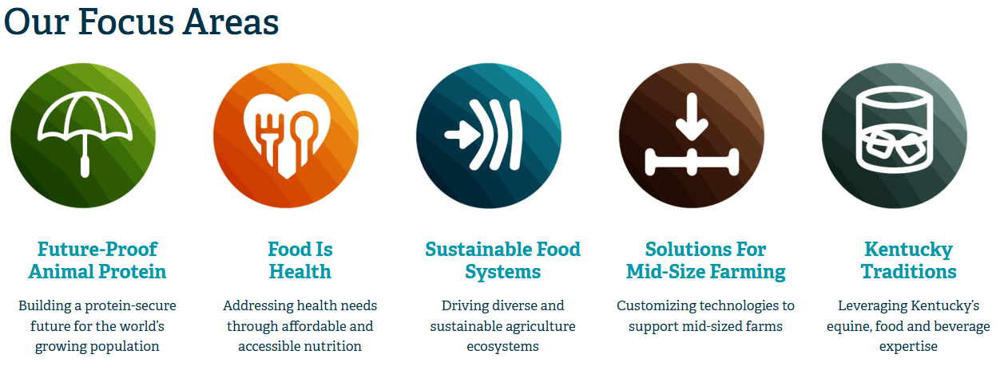 Our Focus Areas
Future-Proof
Animal Protein
Building a protein-secure
future for the world's
growing population
Food Is
Health
Addressing health needs
through affordable and
accessible nutrition
Sustainable Food
Systems
Driving diverse and
sustainable agriculture
ecosystems
Solutions For
Mid-Size Farming
Customizing technologies to
support mid-sized farms
Kentucky
Traditions
Leveraging Kentucky's
equine, food and beverage
expertise